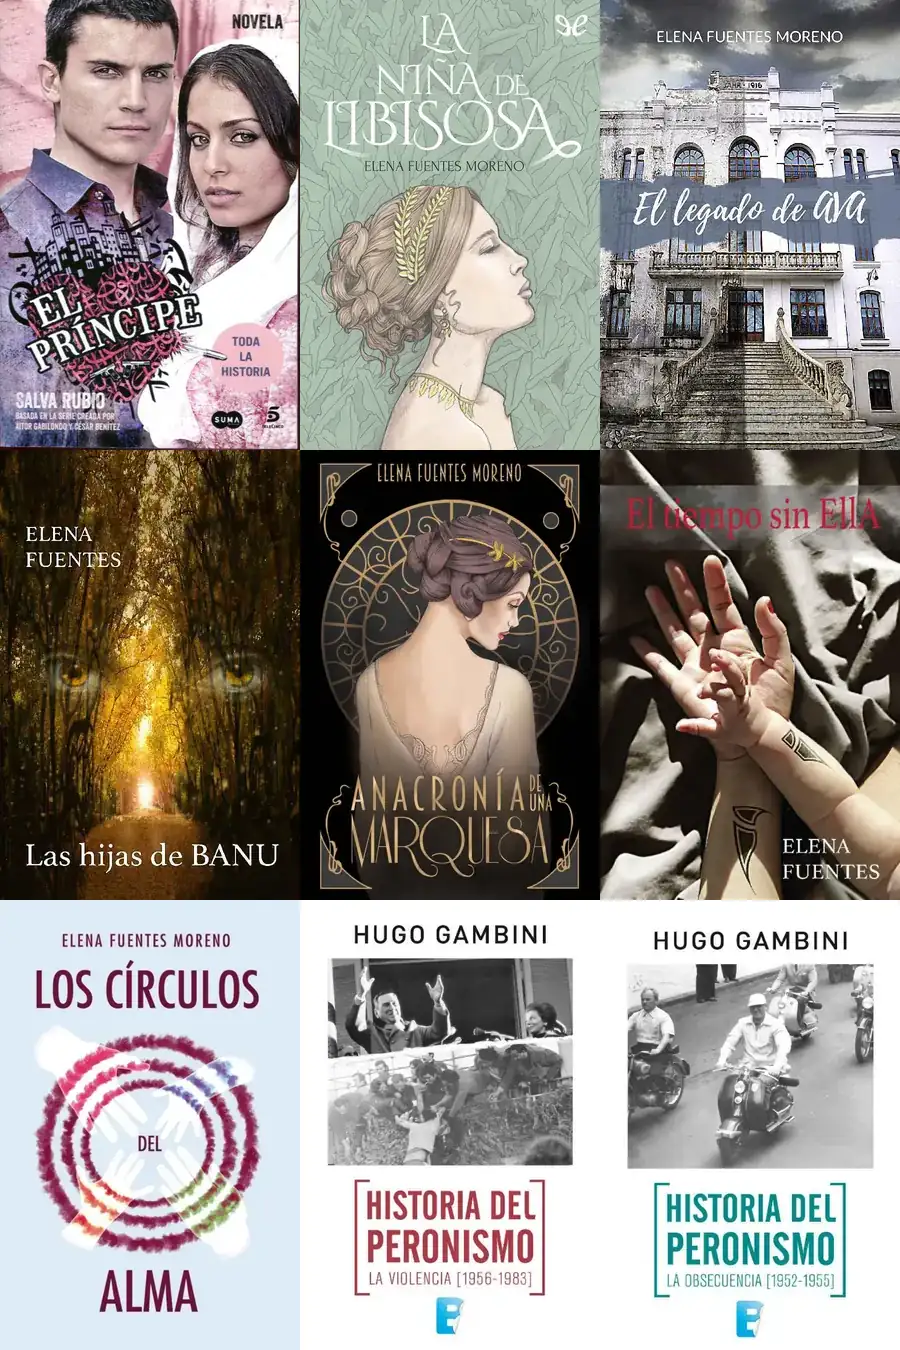 NOVELA
EL
PRÍNCIPE
TODA
LA
HISTORIA
SALVA RUBIO
BASADA EN LA SERIE CREADA POR
AITOR GABILONDO Y CÉSAR BENÍTEZ
SUMA
5
LA
NIÑA DE
LIBISOSA
ELENA FUENTES MORENO
ELENA FUENTES MORENO
1916
El legado de AVA
ELENA
FUENTES
Las hijas de BANU
ELENA FUENTES MORENO
ANACRONÍA DE UNA
MARQUESA
El tiempo sin EllA
ELENA
FUENTES
ELENA FUENTES MORENO
LOS CÍRCULOS
DEL
ALMA
HUGO GAMBINI
HISTORIA DEL
PERONISMO
LA VIOLENCIA [1956-1983]
HUGO GAMBINI
HISTORIA DEL
PERONISMO
LA OBSECUENCIA [1952-1955]